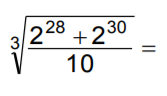 ∛((2²⁸ + 2³⁰)/10) =